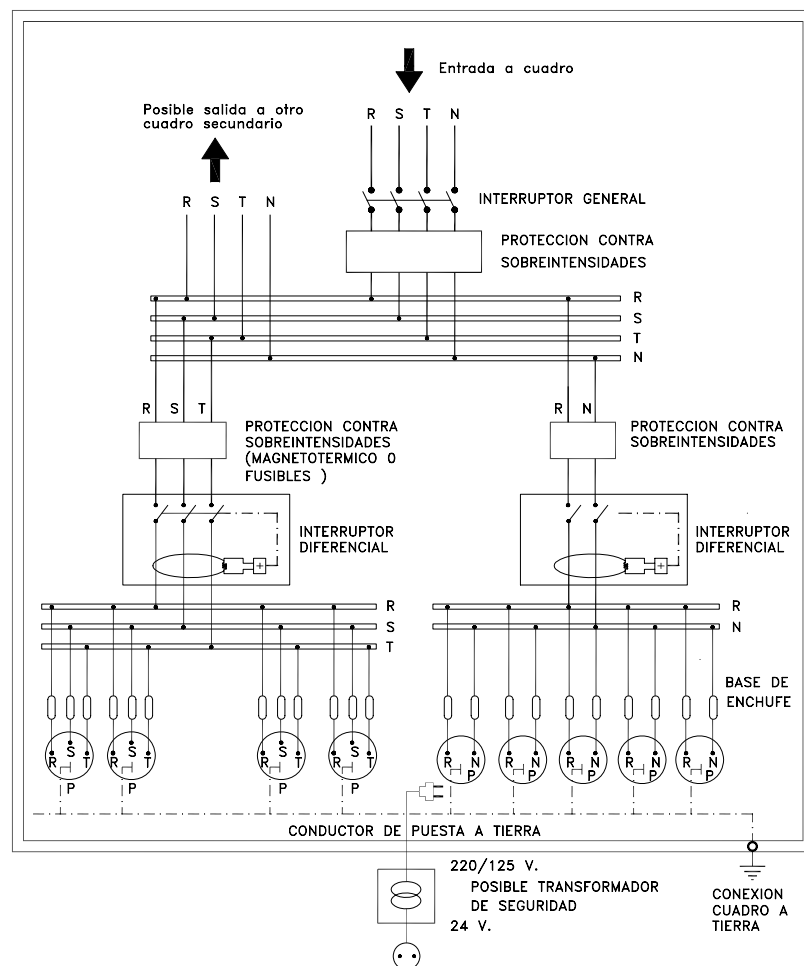 Entrada a cuadro
Posible salida a otro
cuadro secundario
R S T N
R S T N
INTERRUPTOR GENERAL
PROTECCION CONTRA
SOBREINTENSIDADES
R
S
T
N
R S T
PROTECCION CONTRA
SOBREINTENSIDADES
(MAGNETOTERMICO O
FUSIBLES )
R N
PROTECCION CONTRA
SOBREINTENSIDADES
INTERRUPTOR
DIFERENCIAL
INTERRUPTOR
DIFERENCIAL
R
S
T
R
N
BASE DE
ENCHUFE
R S T
P
R S T
P
R S T
P
R S T
P
R N
P
R N
P
R N
P
R N
P
R N
P
CONDUCTOR DE PUESTA A TIERRA
220/125 V.
POSIBLE TRANSFORMADOR
DE SEGURIDAD
24 V.
CONEXION
CUADRO A
TIERRA